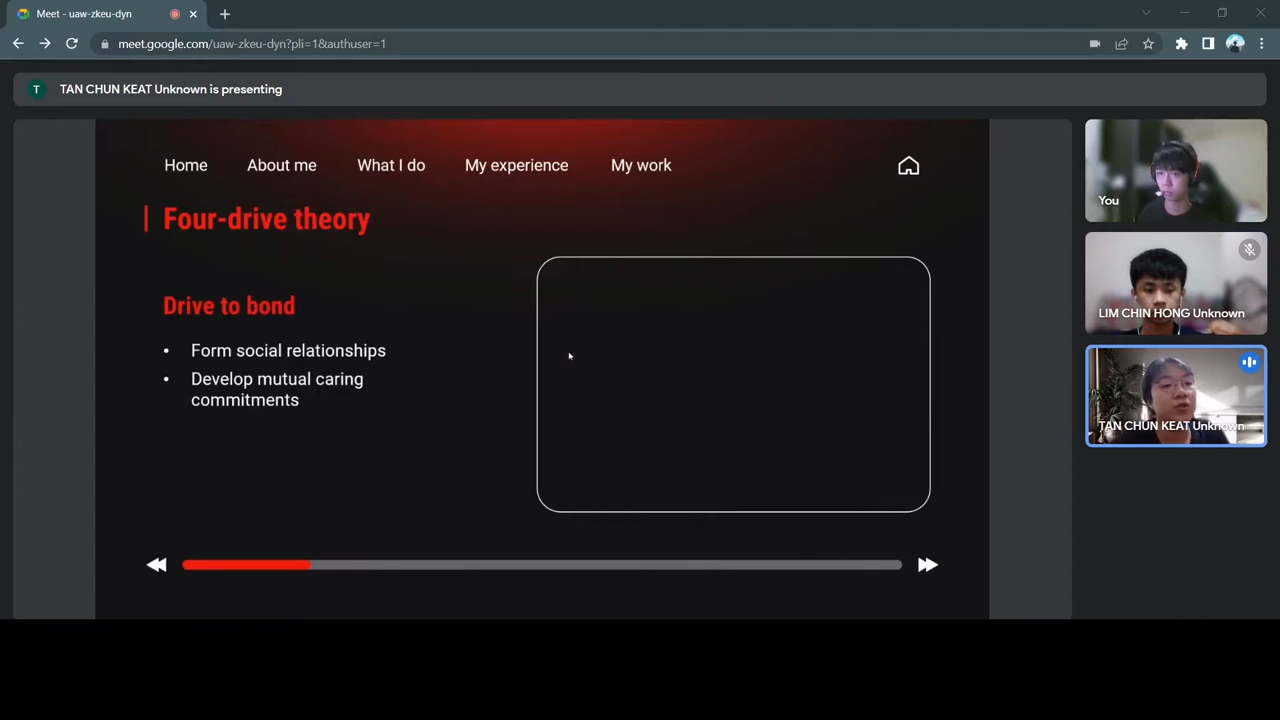 Meet - uaw-zkeu-dyn
meet.google.com/uaw-zkeu-dyn?pli=1&authuser=1
T TAN CHUN KEAT Unknown is presenting
Home About me What I do My experience My work
Four-drive theory
Drive to bond
• Form social relationships
• Develop mutual caring
commitments
You
LIM CHIN HONG Unknown
TAN CHUN KEAT Unknown